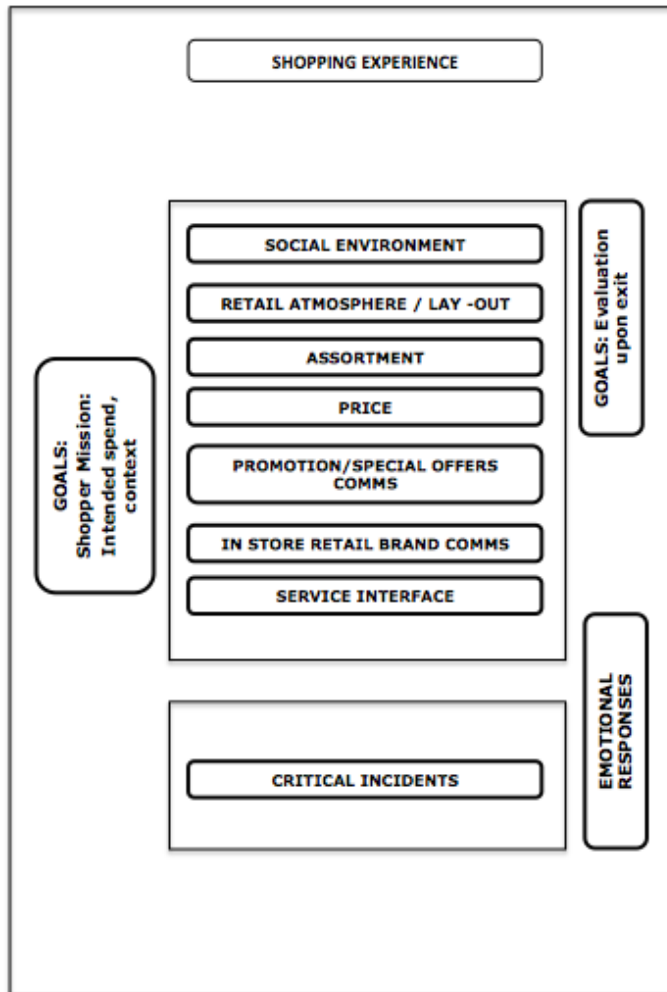 SHOPPING EXPERIENCE
SOCIAL ENVIRONMENT
RETAIL ATMOSPHERE / LAY -OUT
ASSORTMENT
PRICE
PROMOTION/SPECIAL OFFERS
COMMS
IN STORE RETAIL BRAND COMMS
SERVICE INTERFACE
CRITICAL INCIDENTS
GOALS:
Shopper Mission:
Intended spend,
context
GOALS: Evaluation
upon exit
EMOTIONAL
RESPONSES